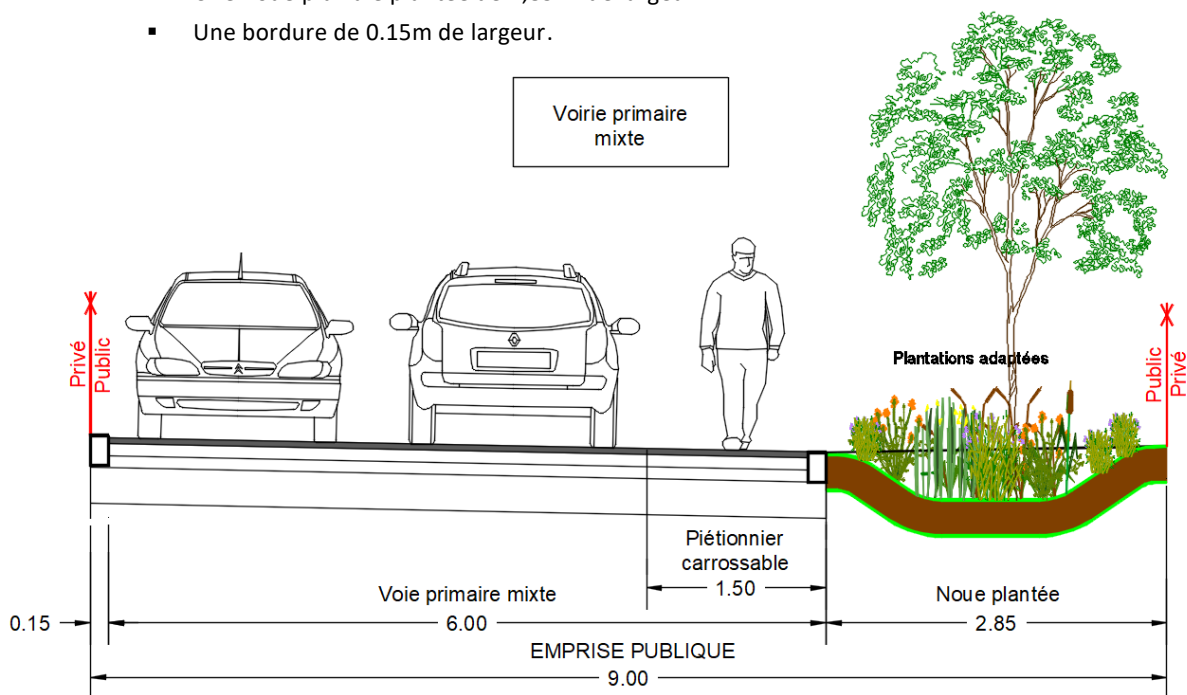 ▪ Une bordure de 0.15m de largeur.
Voirie primaire
mixte
Privé
Public
Plantations adaptées
Public
Privé
Piétionnier
carrossable
1.50
Voie primaire mixte
Noue plantée
0.15
6.00
2.85
EMPRISE PUBLIQUE
9.00